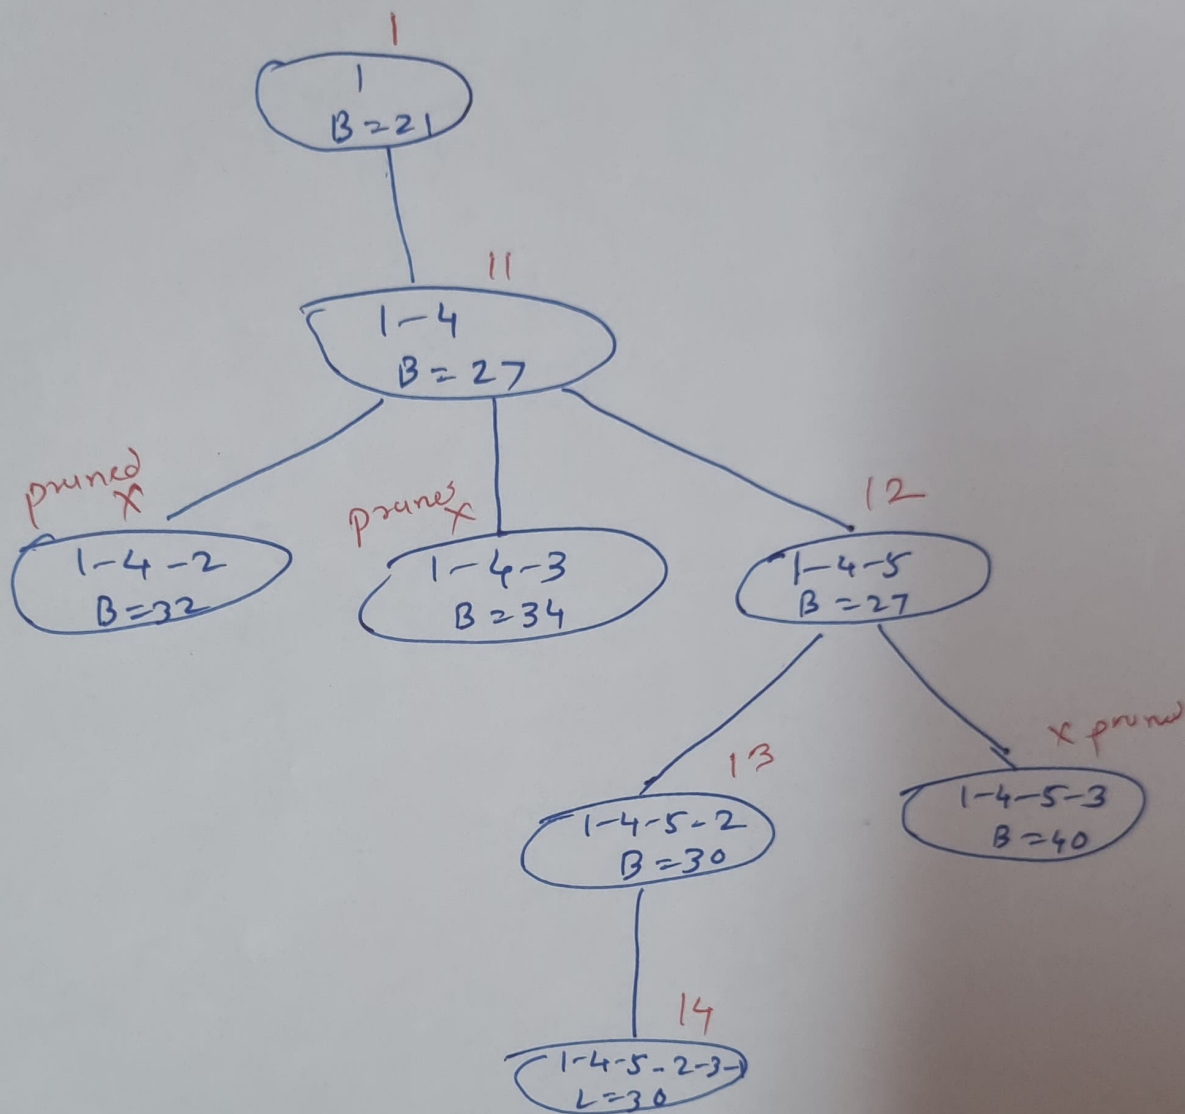 1
1
B=21
11
1-4
B=27
pruned
x
1-4-2
B=32
pruned
x
1-4-3
B=34
12
1-4-5
B=27
13
1-4-5-2
B=30
x pruned
1-4-5-3
B=40
14
1-4-5-2-3-1
L=30